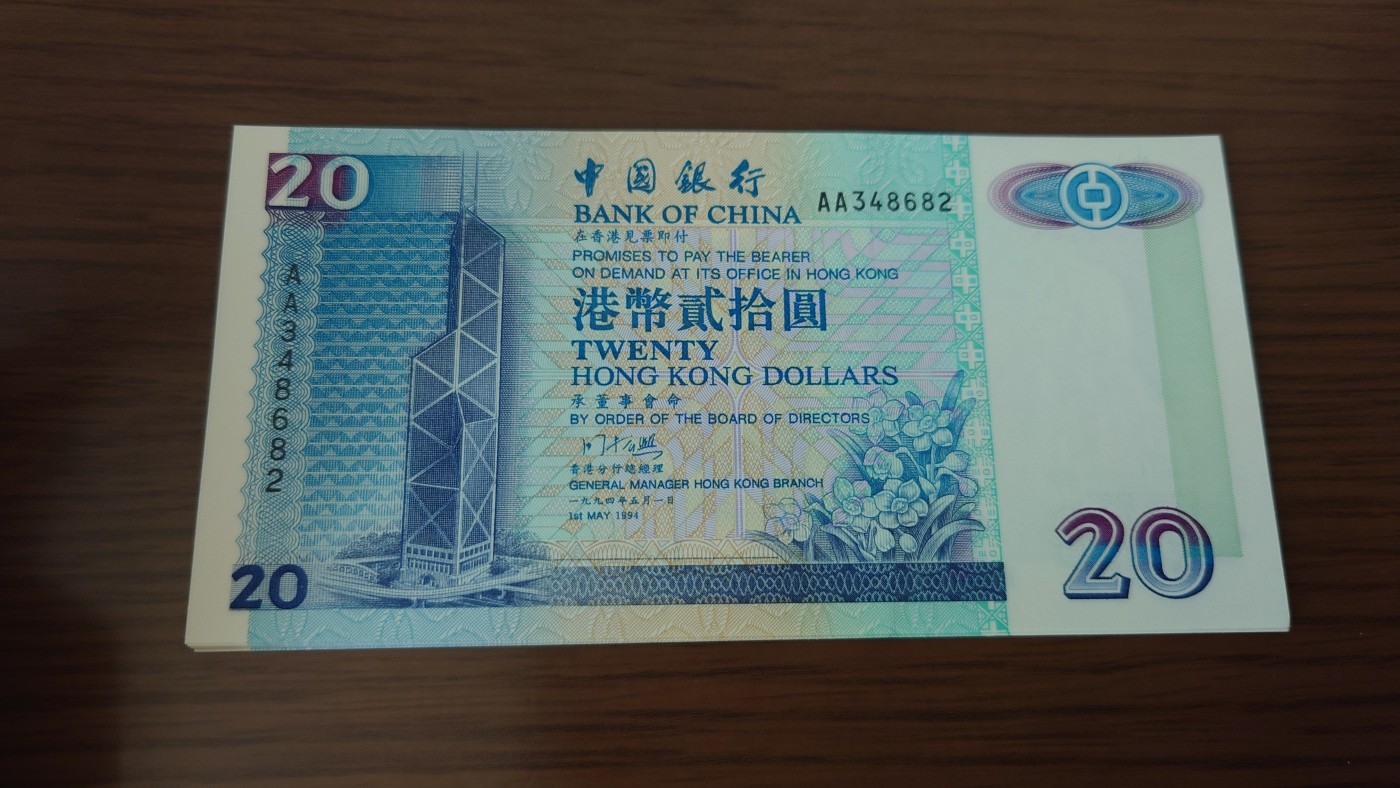 20
中國銀行
BANK OF CHINA
AA348682
在香港見票即付
PROMISES TO PAY THE BEARER
ON DEMAND AT ITS OFFICE IN HONG KONG
港幣貳拾圓
TWENTY
HONG KONG DOLLARS
承董事會命
BY ORDER OF THE BOARD OF DIRECTORS
香港分行總經理
GENERAL MANAGER HONG KONG BRANCH
一九九四年五月一日
1st MAY 1994
AA348682
20
20